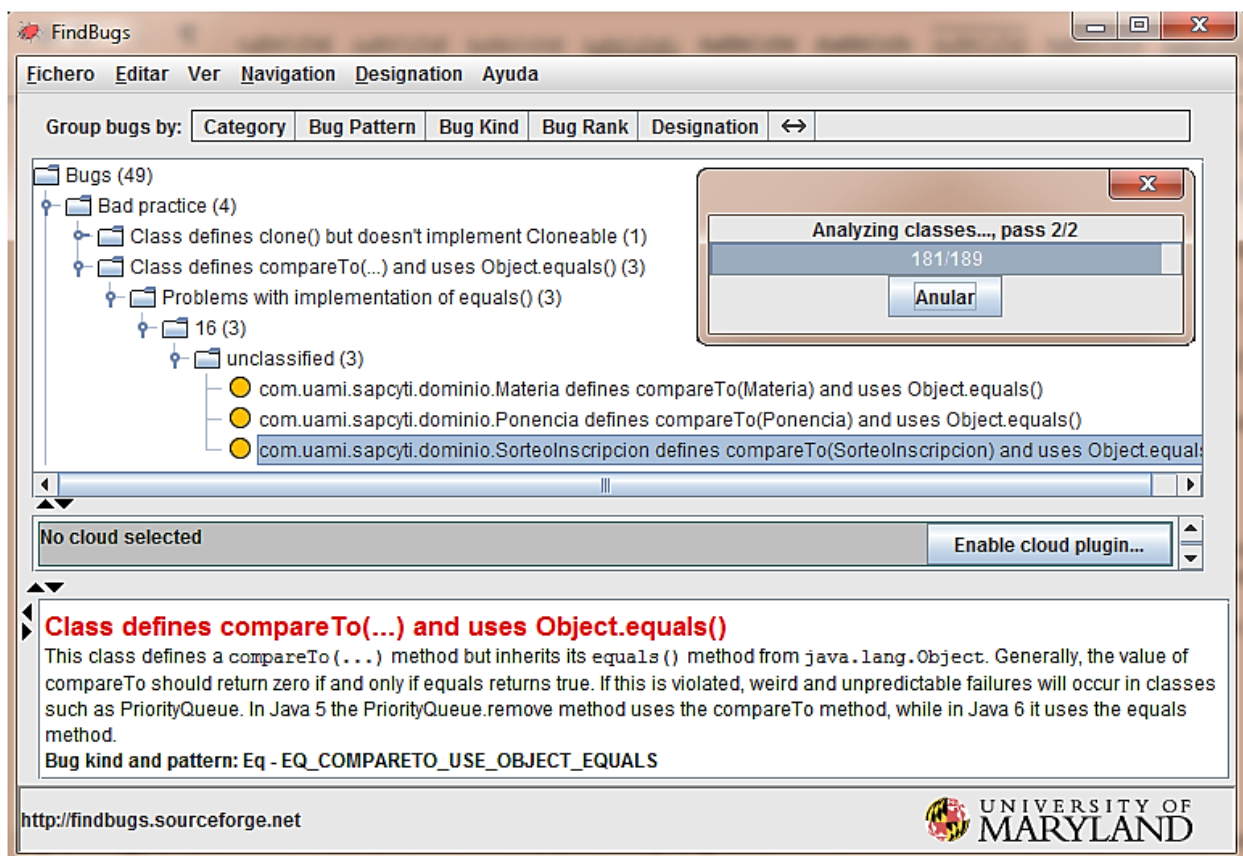 FindBugs
Fichero Editar Ver Navigation Designation Ayuda
Group bugs by: Category Bug Pattern Bug Kind Bug Rank Designation
Bugs (49)
Bad practice (4)
Class defines clone() but doesn't implement Cloneable (1)
Class defines compareTo(...) and uses Object.equals() (3)
Problems with implementation of equals() (3)
16 (3)
unclassified (3)
com.uami.sapcyti.dominio.Materia defines compareTo(Materia) and uses Object.equals()
com.uami.sapcyti.dominio.Ponencia defines compareTo(Ponencia) and uses Object.equals()
com.uami.sapcyti.dominio.SorteoInscripcion defines compareTo(SorteoInscripcion) and uses Object.equals
Analyzing classes..., pass 2/2
181/189
Anular
No cloud selected
Enable cloud plugin...
Class defines compareTo(...) and uses Object.equals()
This class defines a compareTo(...) method but inherits its equals() method from java.lang.Object. Generally, the value of
compareTo should return zero if and only if equals returns true. If this is violated, weird and unpredictable failures will occur in classes
such as PriorityQueue. In Java 5 the PriorityQueue.remove method uses the compareTo method, while in Java 6 it uses the equals
method.
Bug kind and pattern: Eq - EQ_COMPARETO_USE_OBJECT_EQUALS
http://findbugs.sourceforge.net
UNIVERSITY OF
MARYLAND